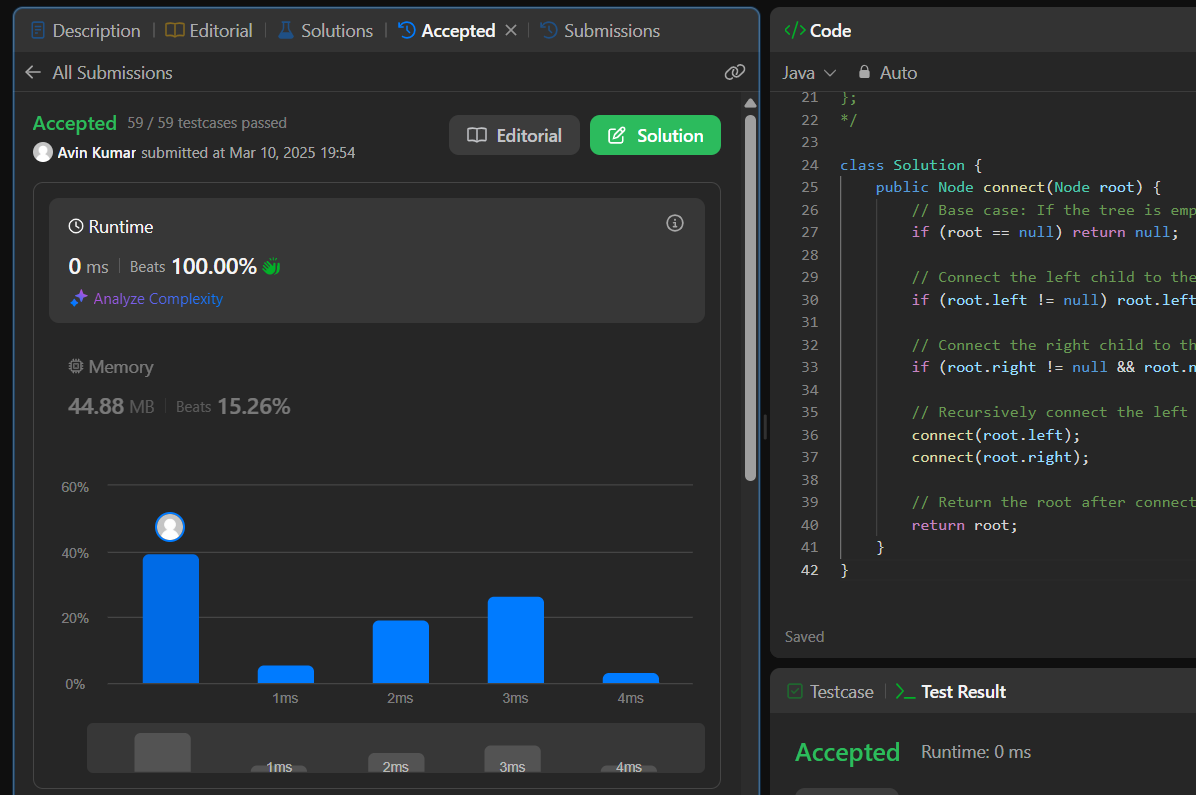 Description
Editorial
Solutions
Accepted
Submissions
All Submissions
Accepted 59 / 59 testcases passed
Avin Kumar submitted at Mar 10, 2025 19:54
Editorial
Solution
Runtime
0 ms Beats 100.00%
Analyze Complexity
Memory
44.88 MB Beats 15.26%
60%
40%
20%
0%
1ms 2ms 3ms 4ms
1ms 2ms 3ms 4ms
</> Code
Java Auto
21 };
22 */
23
24 class Solution {
25 public Node connect(Node root) {
26 // Base case: If the tree is emp
27 if (root == null) return null;
28
29 // Connect the left child to the
30 if (root.left != null) root.left
31
32 // Connect the right child to th
33 if (root.right != null && root.n
34
35 // Recursively connect the left
36 connect(root.left);
37 connect(root.right);
38
39 // Return the root after connect
40 return root;
41 }
42 }
Saved
Testcase
>_ Test Result
Accepted Runtime: 0 ms